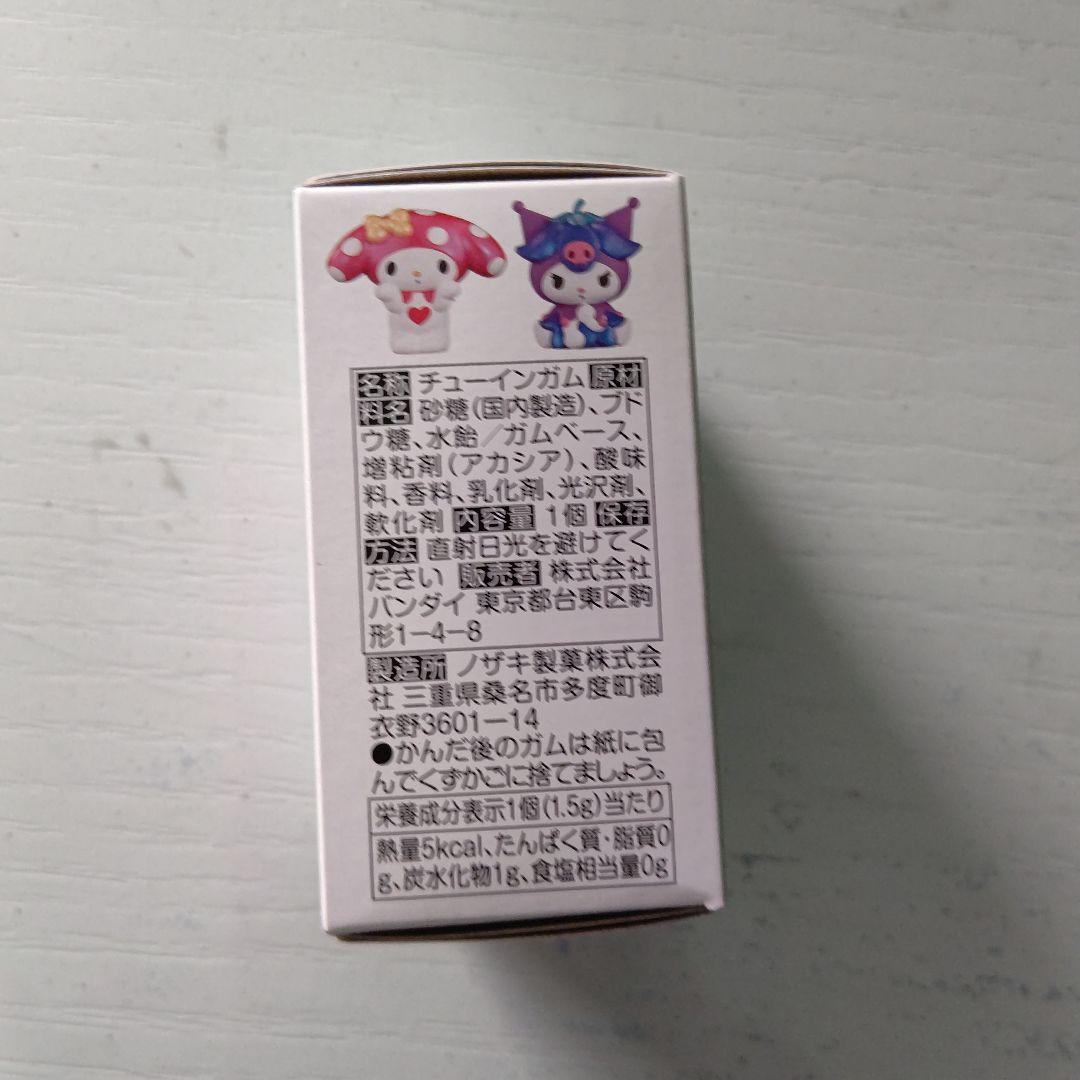 名称 チューインガム 原材
料名 砂糖(国内製造)、ブド
ウ糖、水飴/ガムベース、
増粘剤(アカシア)、酸味
料、香料、乳化剤、光沢剤、
軟化剤 内容量 1個 保存
方法 直射日光を避けてく
ださい 販売者 株式会社
バンダイ 東京都台東区駒
形1-4-8
製造所 ノザキ製菓株式会
社 三重県桑名市多度町御
衣野3601-14
●かんだ後のガムは紙に包
んでくずかごに捨てましょう。
栄養成分表示1個(1.5g)当たり
熱量5kcal、たんぱく質・脂質0
g、炭水化物1g、食塩相当量0g